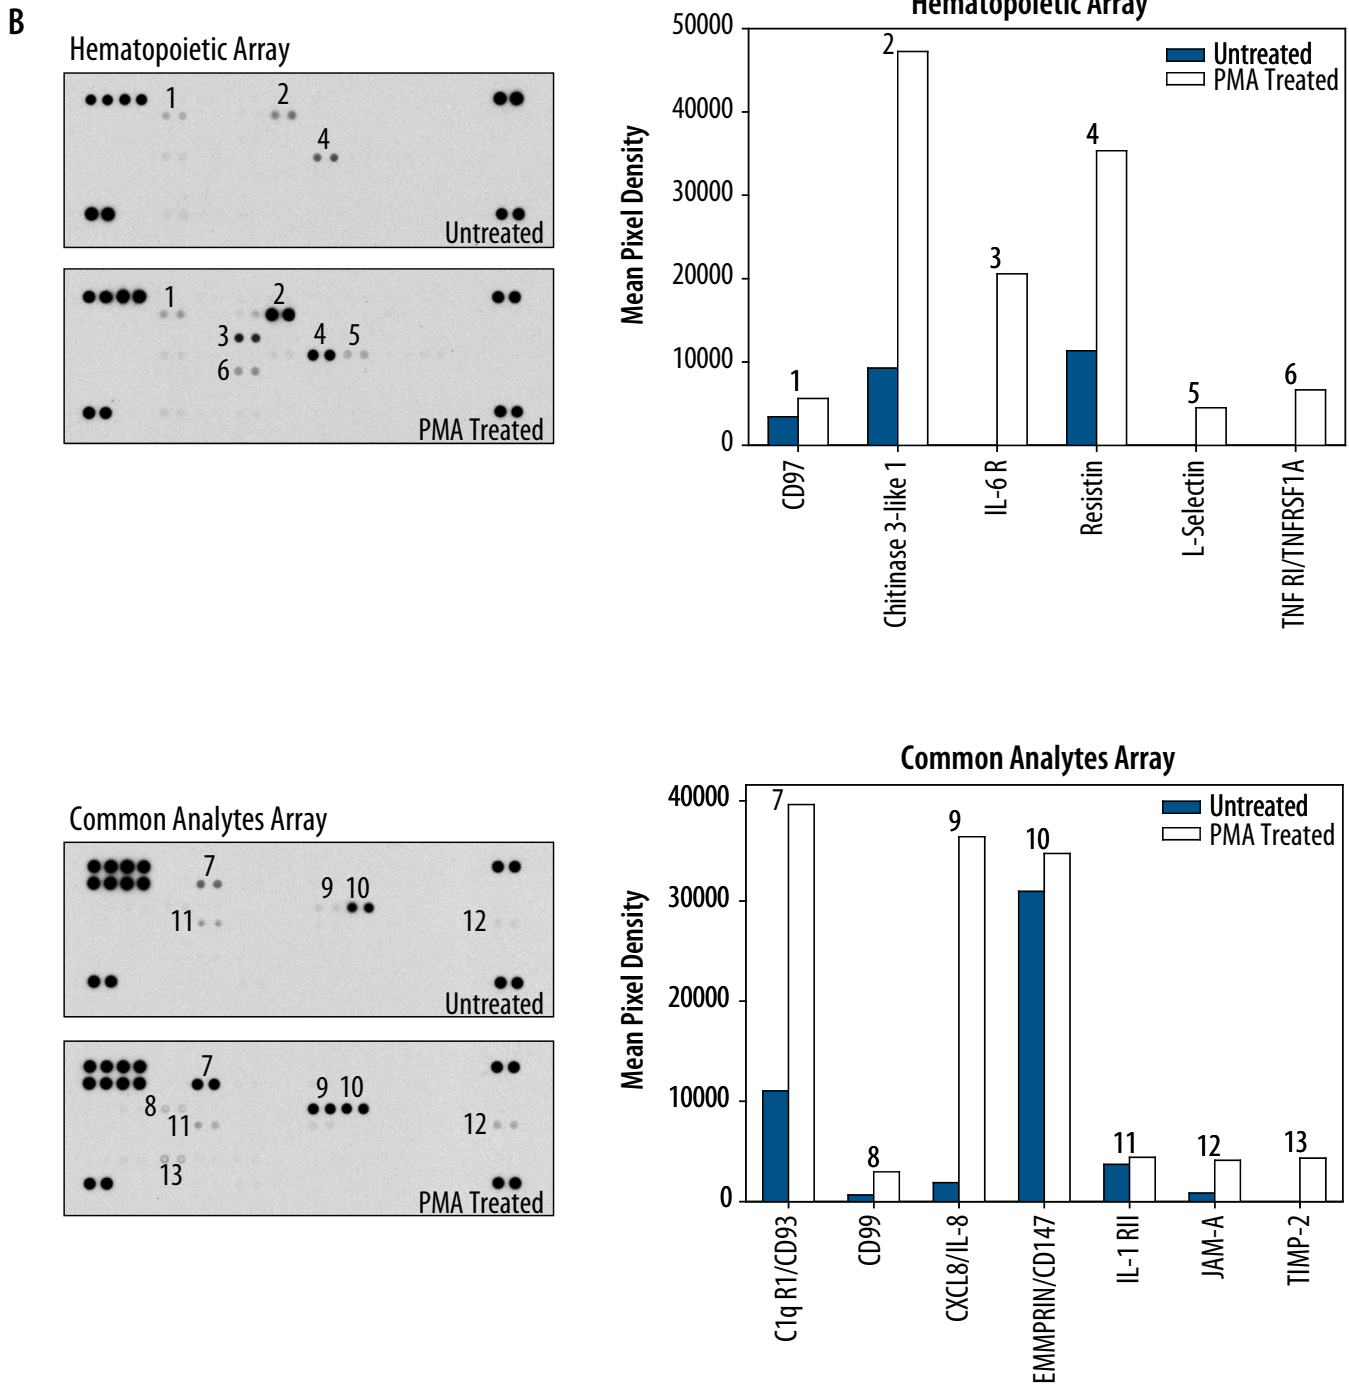 B
Hematopoietic Array
1
2
4
Untreated
1
2
3
4
5
6
PMA Treated
Hematopoietic Array
Mean Pixel Density
50000
40000
30000
20000
10000
0
Untreated
PMA Treated
1
2
3
4
5
6
CD97
Chitinase 3-like 1
IL-6 R
Resistin
L-Selectin
TNF RI/TNFRSF1A
Common Analytes Array
7
9
10
11
12
Untreated
7
8
9
10
11
12
13
PMA Treated
Common Analytes Array
Mean Pixel Density
40000
30000
20000
10000
0
Untreated
PMA Treated
7
8
9
10
11
12
13
C1q R1/CD93
CD99
CXCL8/IL-8
EMMPRIN/CD147
IL-1 RII
JAM-A
TIMP-2